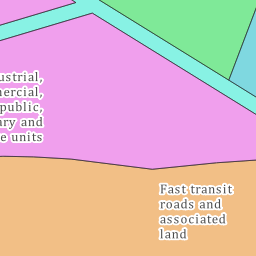 ustrial,
mercial,
public,
ary and
e units
Fast transit
roads and
associated
land